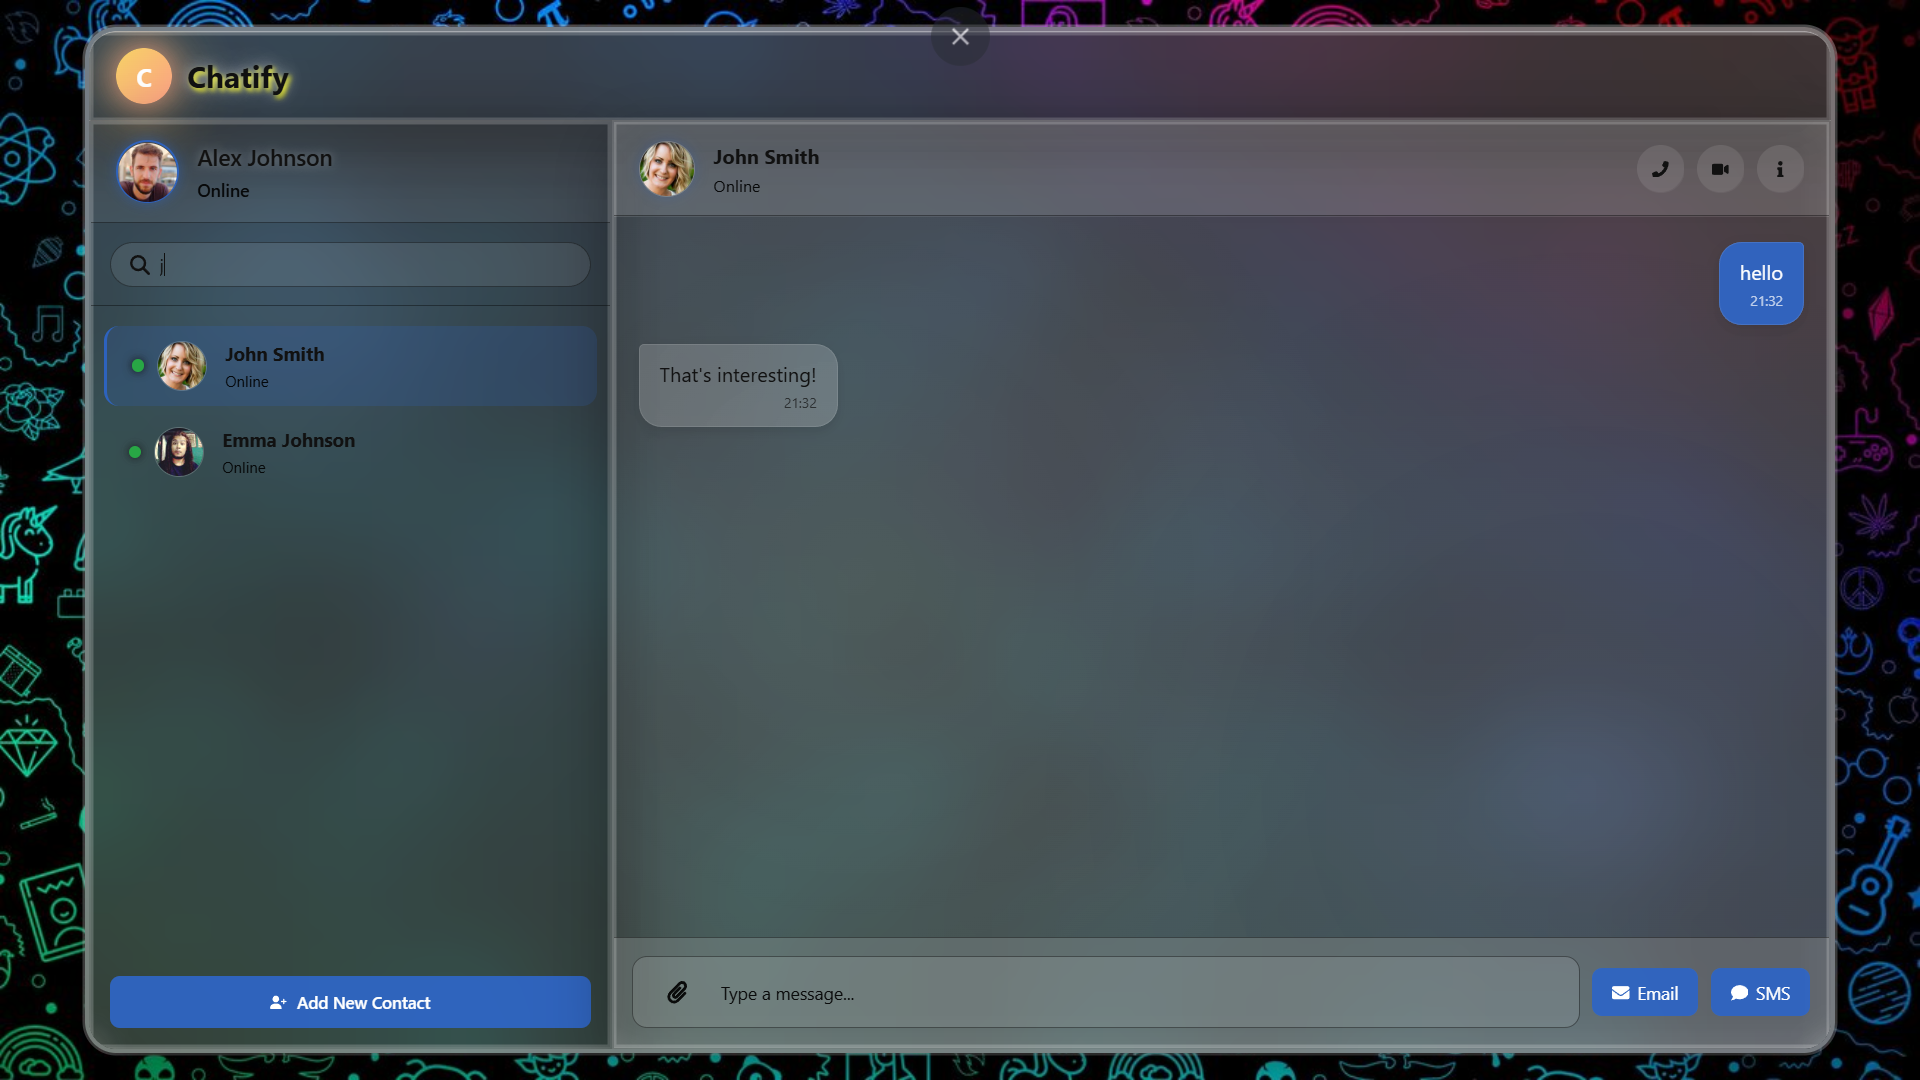 C
Chatify
Alex Johnson
Online
j
John Smith
Online
Emma Johnson
Online
Add New Contact
John Smith
Online
hello
21:32
That's interesting!
21:32
Type a message...
Email
SMS